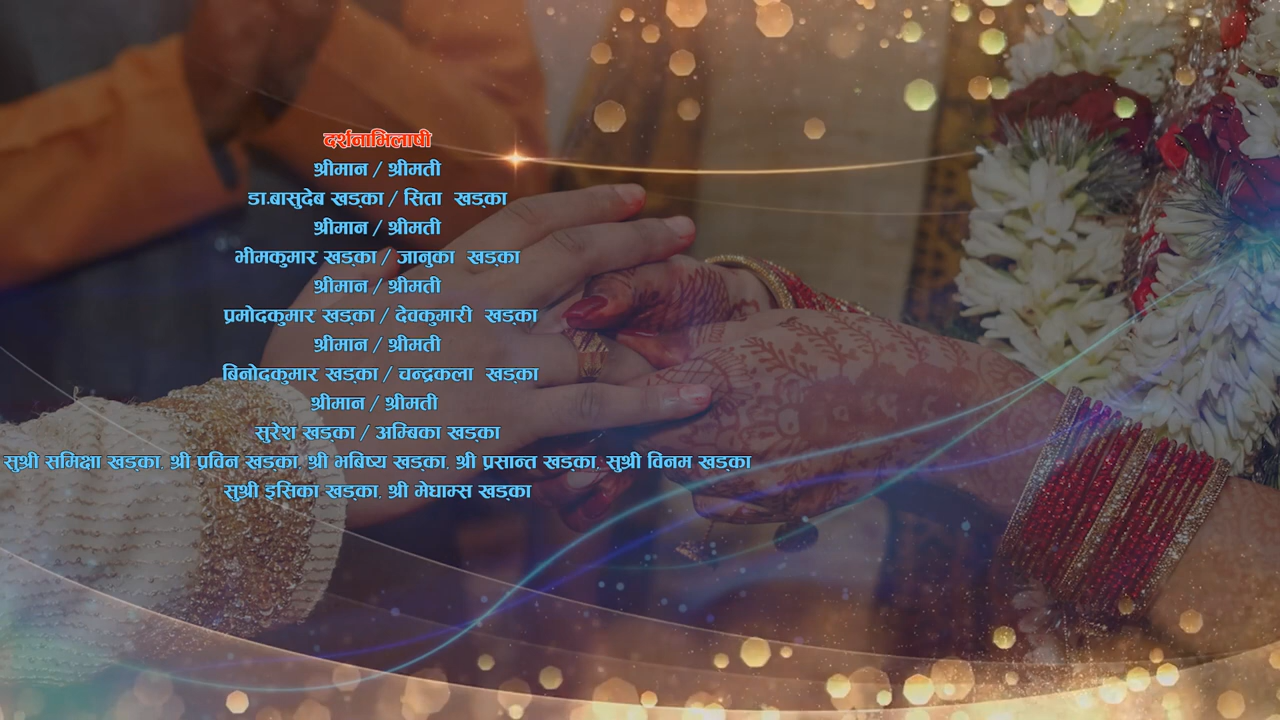 दर्शनाभिलाषी
श्रीमान / श्रीमती
डा.बासुदेब खड्का / सिता खड्का
श्रीमान / श्रीमती
भीमकुमार खड्का / जानुका खड्का
श्रीमान / श्रीमती
प्रमोदकुमार खड्का / देवकुमारी खड्का
श्रीमान / श्रीमती
बिनोदकुमार खड्का / चन्द्रकला खड्का
श्रीमान / श्रीमती
सुरेश खड्का / अम्बिका खड्का
सुश्री समिक्षा खड्का, श्री प्रविन खड्का, श्री भबिष्य खड्का, श्री प्रसान्त खड्का, सुश्री विनम खड्का
सुश्री इसिका खड्का, श्री मेधाम्स खड्का